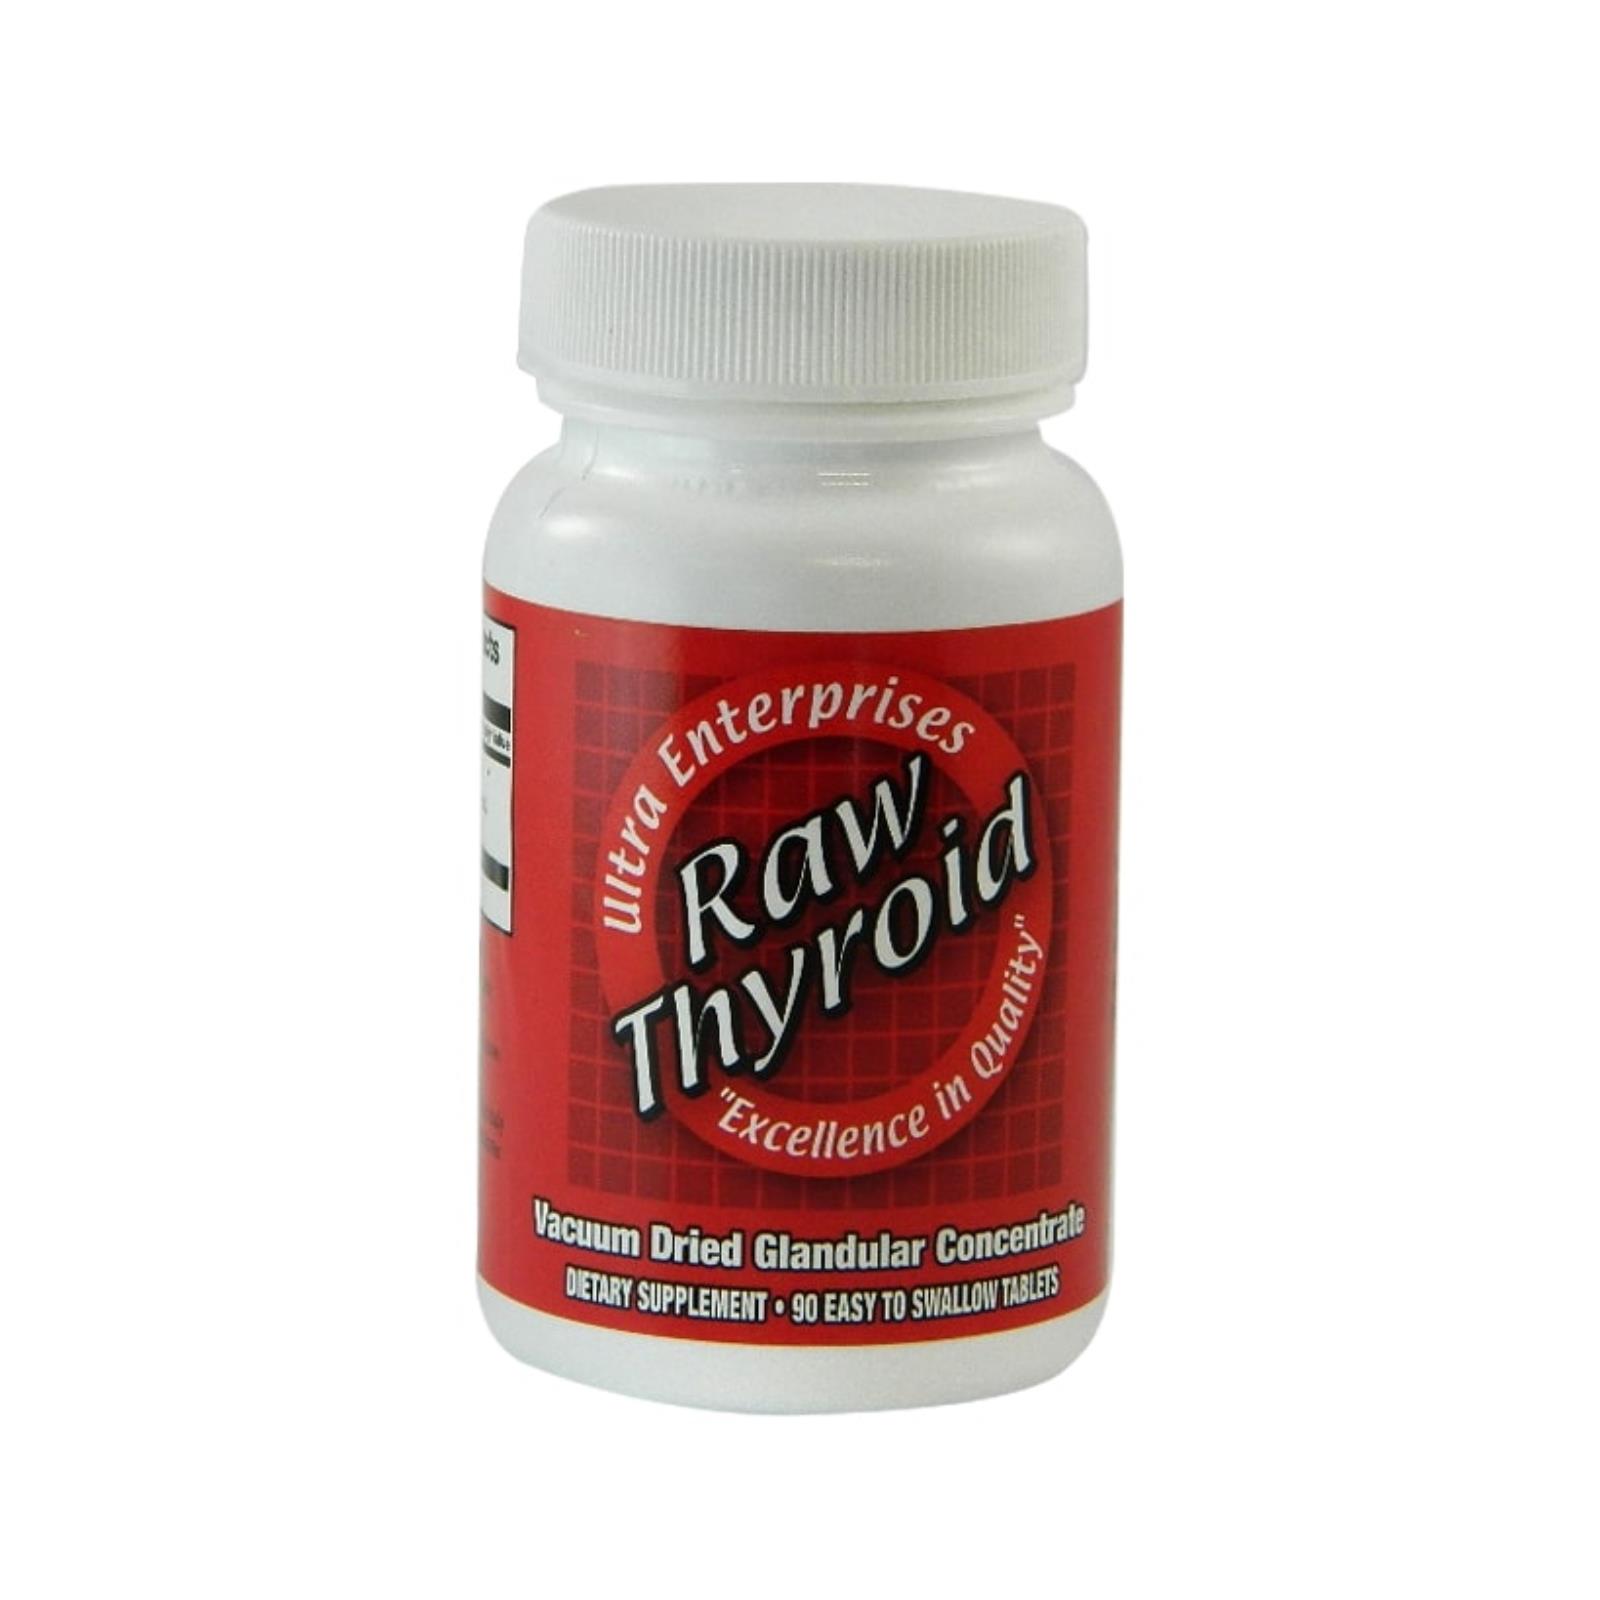 Ultra Enterprises
Raw
Thyroid
"Excellence in Quality"
Vacuum Dried Glandular Concentrate
DIETARY SUPPLEMENT • 90 EASY TO SWALLOW TABLETS